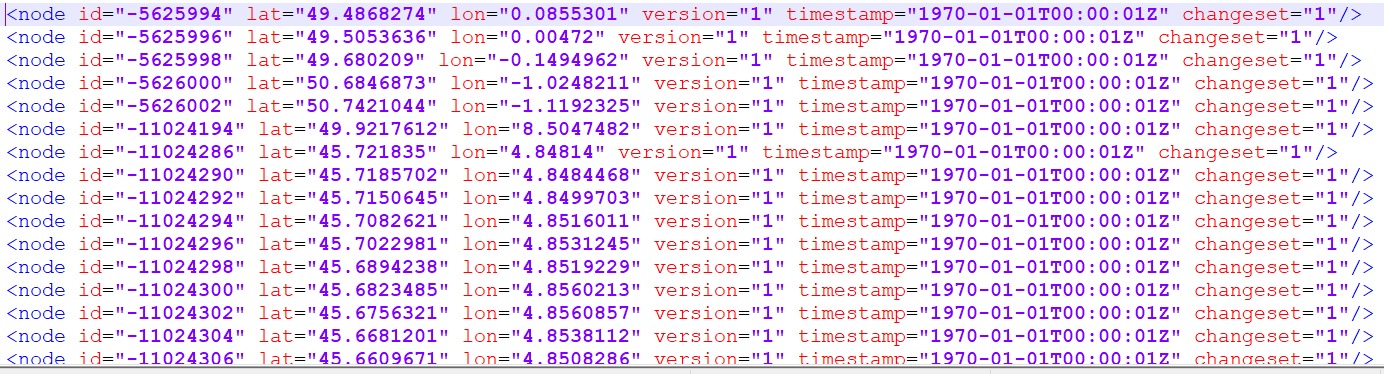 <node id="-5625994" lat="49.4868274" lon="0.0855301" version="1" timestamp="1970-01-01T00:00:01Z" changeset="1"/>
<node id="-5625996" lat="49.5053636" lon="0.00472" version="1" timestamp="1970-01-01T00:00:01Z" changeset="1"/>
<node id="-5625998" lat="49.680209" lon="-0.1494962" version="1" timestamp="1970-01-01T00:00:01Z" changeset="1"/>
<node id="-5626000" lat="50.6846873" lon="-1.0248211" version="1" timestamp="1970-01-01T00:00:01Z" changeset="1"/>
<node id="-5626002" lat="50.7421044" lon="-1.1192325" version="1" timestamp="1970-01-01T00:00:01Z" changeset="1"/>
<node id="-11024194" lat="49.9217612" lon="8.5047482" version="1" timestamp="1970-01-01T00:00:01Z" changeset="1"/>
<node id="-11024286" lat="45.721835" lon="4.84814" version="1" timestamp="1970-01-01T00:00:01Z" changeset="1"/>
<node id="-11024290" lat="45.7185702" lon="4.8484468" version="1" timestamp="1970-01-01T00:00:01Z" changeset="1"/>
<node id="-11024292" lat="45.7150645" lon="4.8499703" version="1" timestamp="1970-01-01T00:00:01Z" changeset="1"/>
<node id="-11024294" lat="45.7082621" lon="4.8516011" version="1" timestamp="1970-01-01T00:00:01Z" changeset="1"/>
<node id="-11024296" lat="45.7022981" lon="4.8531245" version="1" timestamp="1970-01-01T00:00:01Z" changeset="1"/>
<node id="-11024298" lat="45.6894238" lon="4.8519229" version="1" timestamp="1970-01-01T00:00:01Z" changeset="1"/>
<node id="-11024300" lat="45.6823485" lon="4.8560213" version="1" timestamp="1970-01-01T00:00:01Z" changeset="1"/>
<node id="-11024302" lat="45.6756321" lon="4.8560857" version="1" timestamp="1970-01-01T00:00:01Z" changeset="1"/>
<node id="-11024304" lat="45.6681201" lon="4.8538112" version="1" timestamp="1970-01-01T00:00:01Z" changeset="1"/>
<node id="-11024306" lat="45.6609671" lon="4.8508286" version="1" timestamp="1970-01-01T00:00:01Z" changeset="1"/>